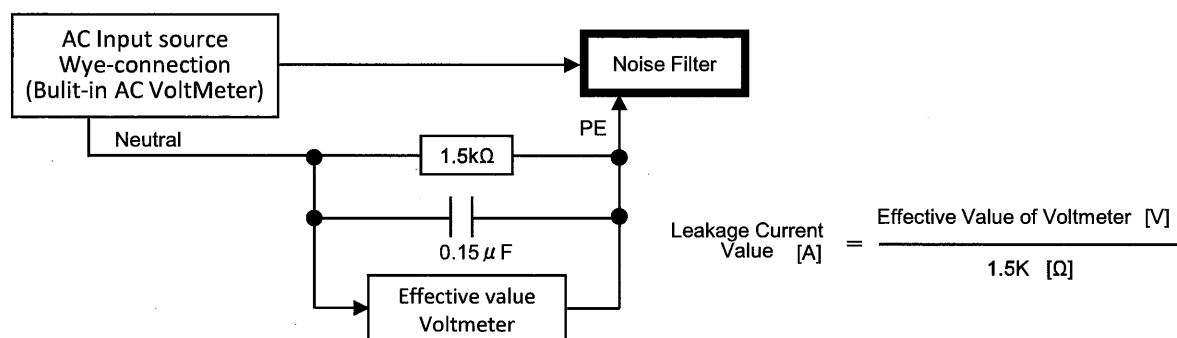 AC Input source
Wye-connection
(Bulit-in AC VoltMeter)
Noise Filter
Neutral
PE
1.5kΩ
0.15 μ F
Effective value
Voltmeter
Leakage Current
Value [A]
=
Effective Value of Voltmeter [V]
1.5K [Ω]